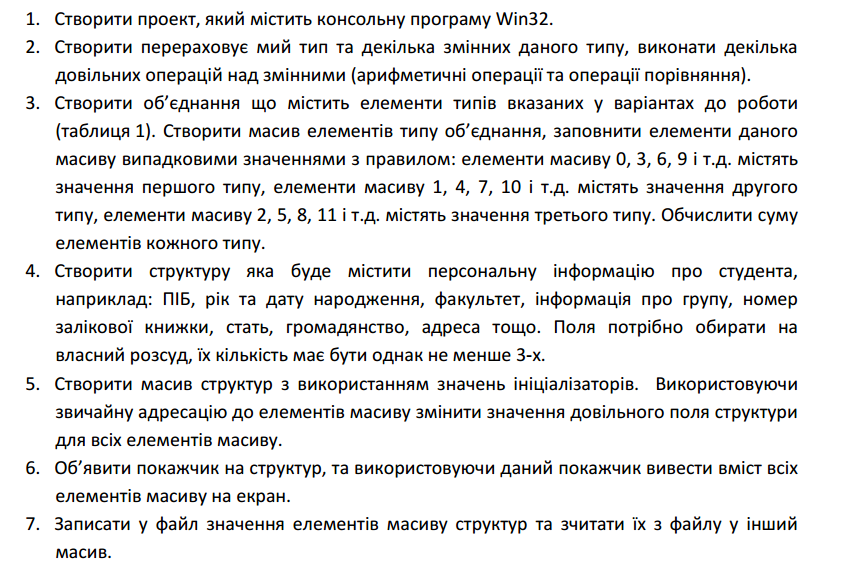 1. Створити проект, який містить консольну програму Win32.
2. Створити перераховує мий тип та декілька змінних даного типу, виконати декілька
довільних операцій над змінними (арифметичні операції та операції порівняння).
3. Створити об’єднання що містить елементи типів вказаних у варіантах до роботи
(таблиця 1). Створити масив елементів типу об’єднання, заповнити елементи даного
масиву випадковими значеннями з правилом: елементи масиву 0, 3, 6, 9 і т.д. містять
значення першого типу, елементи масиву 1, 4, 7, 10 і т.д. містять значення другого
типу, елементи масиву 2, 5, 8, 11 і т.д. містять значення третього типу. Обчислити суму
елементів кожного типу.
4. Створити структуру яка буде містити персональну інформацію про студента,
наприклад: ПІБ, рік та дату народження, факультет, інформація про групу, номер
залікової книжки, стать, громадянство, адреса тощо. Поля потрібно обирати на
власний розсуд, їх кількість має бути однак не менше 3-х.
5. Створити масив структур з використанням значень ініціалізаторів. Використовуючи
звичайну адресацію до елементів масиву змінити значення довільного поля структури
для всіх елементів масиву.
6. Об’явити покажчик на структур, та використовуючи даний покажчик вивести вміст всіх
елементів масиву на екран.
7. Записати у файл значення елементів масиву структур та зчитати їх з файлу у інший
масив.